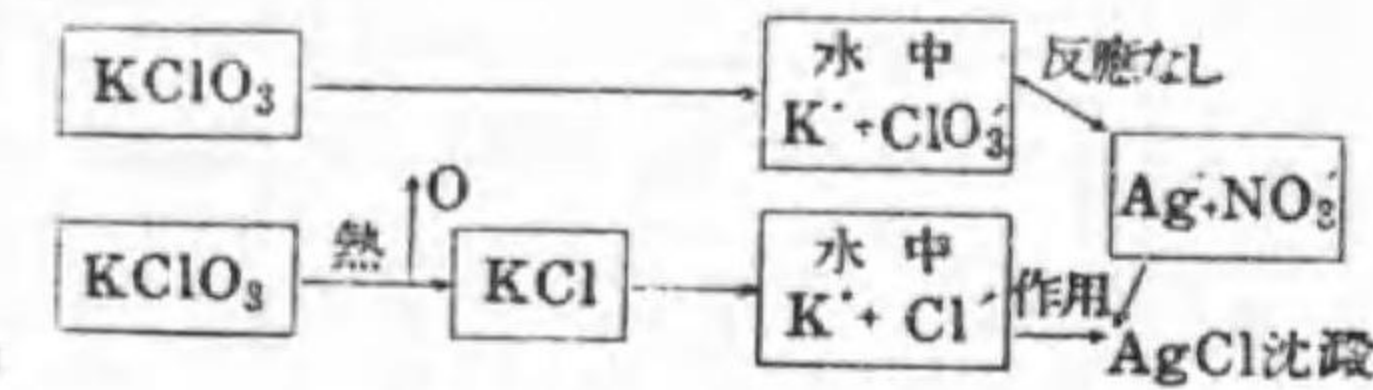 KClO₃
水中
K˙+ClO₃′
反應なし
Ag˙+NO₃′
KClO₃
熱
O
KCl
水中
K˙+Cl′
作用
AgCl沈澱